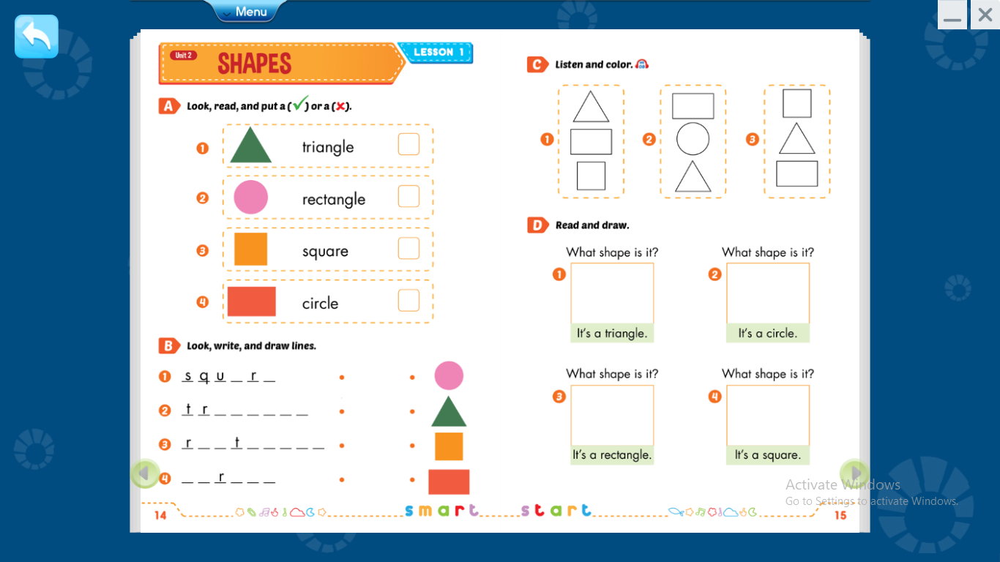 Menu
Unit 2
SHAPES
LESSON 1
A Look, read, and put a (✓) or a (✗).
1 triangle
2 rectangle
3 square
4 circle
B Look, write, and draw lines.
1 s q u _ r _
2 t r _ _ _ _ _ _
3 r _ _ t _ _ _ _ _
4 _ _ r _ _ _
14
smart start
C Listen and color. 08
1
2
3
D Read and draw.
What shape is it?
1
It's a triangle.
What shape is it?
2
It's a circle.
What shape is it?
3
It's a rectangle.
What shape is it?
4
It's a square.
Activate Windows
Go to Settings to activate Windows.
15